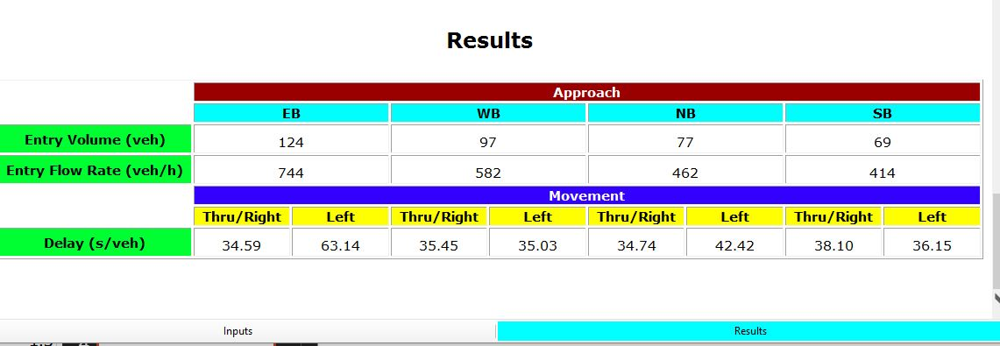 Results
Approach
EB WB NB SB
Entry Volume (veh) 124 97 77 69
Entry Flow Rate (veh/h) 744 582 462 414
Movement
Thru/Right Left Thru/Right Left Thru/Right Left Thru/Right Left
Delay (s/veh) 34.59 63.14 35.45 35.03 34.74 42.42 38.10 36.15
Inputs Results